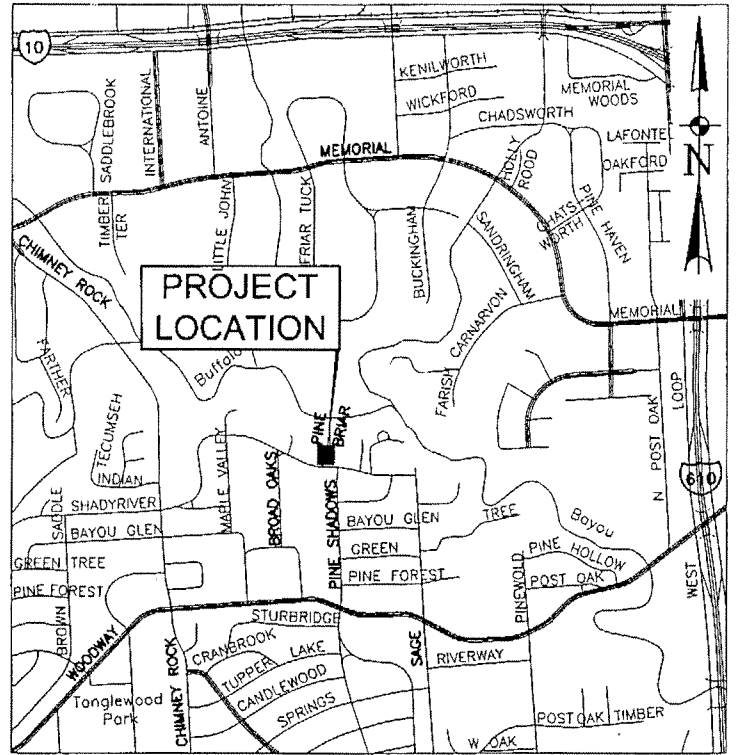 10
SADDLEBROOK
INTERNATIONAL
ANTOINE
KENILWORTH
WICKFORD
CHADSWORTH
MEMORIAL
WOODS
LAFONTE
OAKFORD
N
MEMORIAL
HOLLY
ROOD
TIMBER
TER
LITTLE JOHN
FRIAR TUCK
BUCKINGHAM
SANDRINGHAM
CHATS
WORTH
PINE HAVEN
CHIMNEY ROCK
PROJECT
LOCATION
MEMORIAL
CARNARVON
FARISH
FARTHER
Buffalo
PINE
BRIAR
N POST OAK
LOOP
610
TECUMSEH
INDIAN
MAPLE VALLEY
BROAD OAKS
PINE SHADOWS
SADDLE
SHADYRIVER
BAYOU GLEN
BAYOU GLEN
TREE
Bayou
GREEN TREE
GREEN
PINE HOLLOW
PINE FOREST
PINE FOREST
PINEWOLD
POST OAK
WEST
BROWN
WOODWAY
STURBRIDGE
CHIMNEY ROCK
CRANBROOK
TUPPER LAKE
SAGE
RIVERWAY
CANDLEWOOD
Tanglewood
Park
SPRINGS
POST OAK TIMBER
W OAK